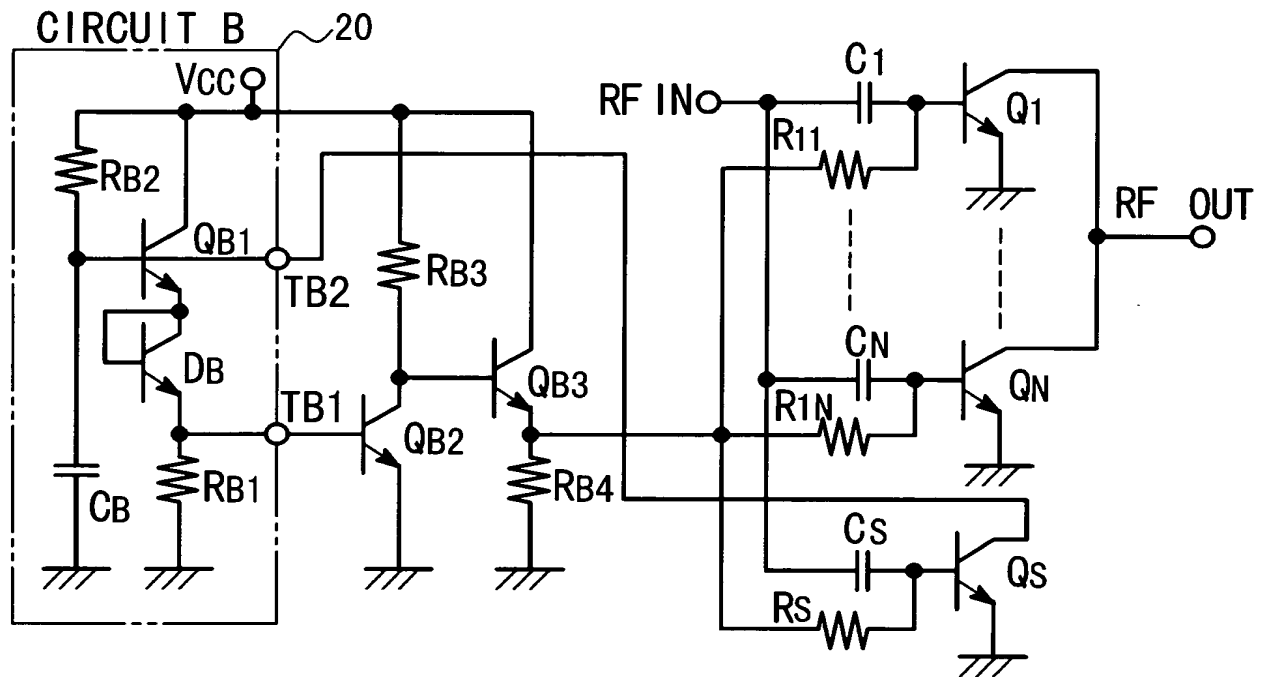 CIRCUIT B
20
VCC
RB2
QB1
TB2
DB
TB1
RB1
CB
RB3
QB2
QB3
RB4
RF IN
C1
R11
Q1
RF OUT
CN
R1N
QN
CS
RS
QS